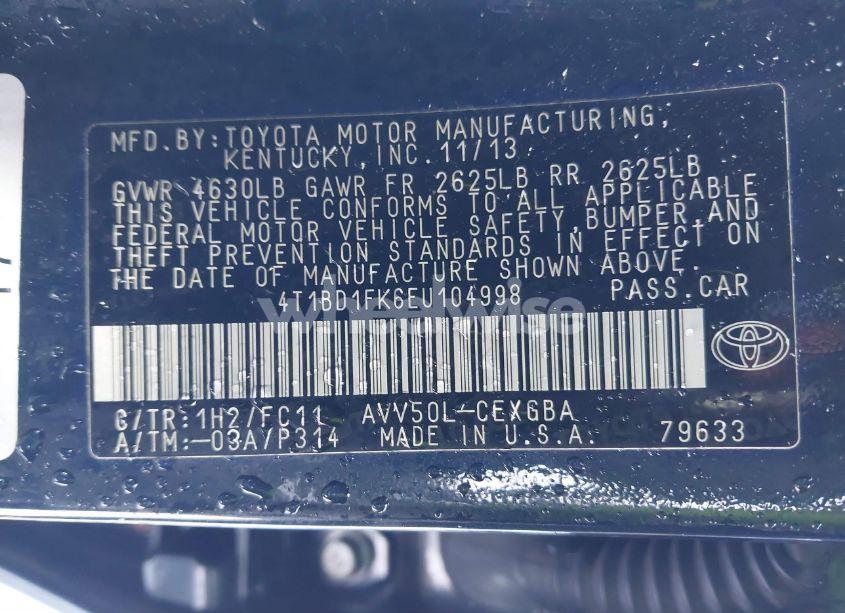 MFD.BY:TOYOTA MOTOR MANUFACTURING,
KENTUCKY,INC.11/13
GVWR 4630LB GAWR FR 2625LB RR 2625LB
THIS VEHICLE CONFORMS TO ALL APPLICABLE
FEDERAL MOTOR VEHICLE SAFETY,BUMPER,AND
THEFT PREVENTION STANDARDS IN EFFECT ON
THE DATE OF MANUFACTURE SHOWN ABOVE.
4T1BD1FK6EU104998 PASS.CAR
wheelwise
C/TR:1H2/FC11 AVV50L-CEXGBA
A/TM:-03A/P314 MADE IN U.S.A. 79633